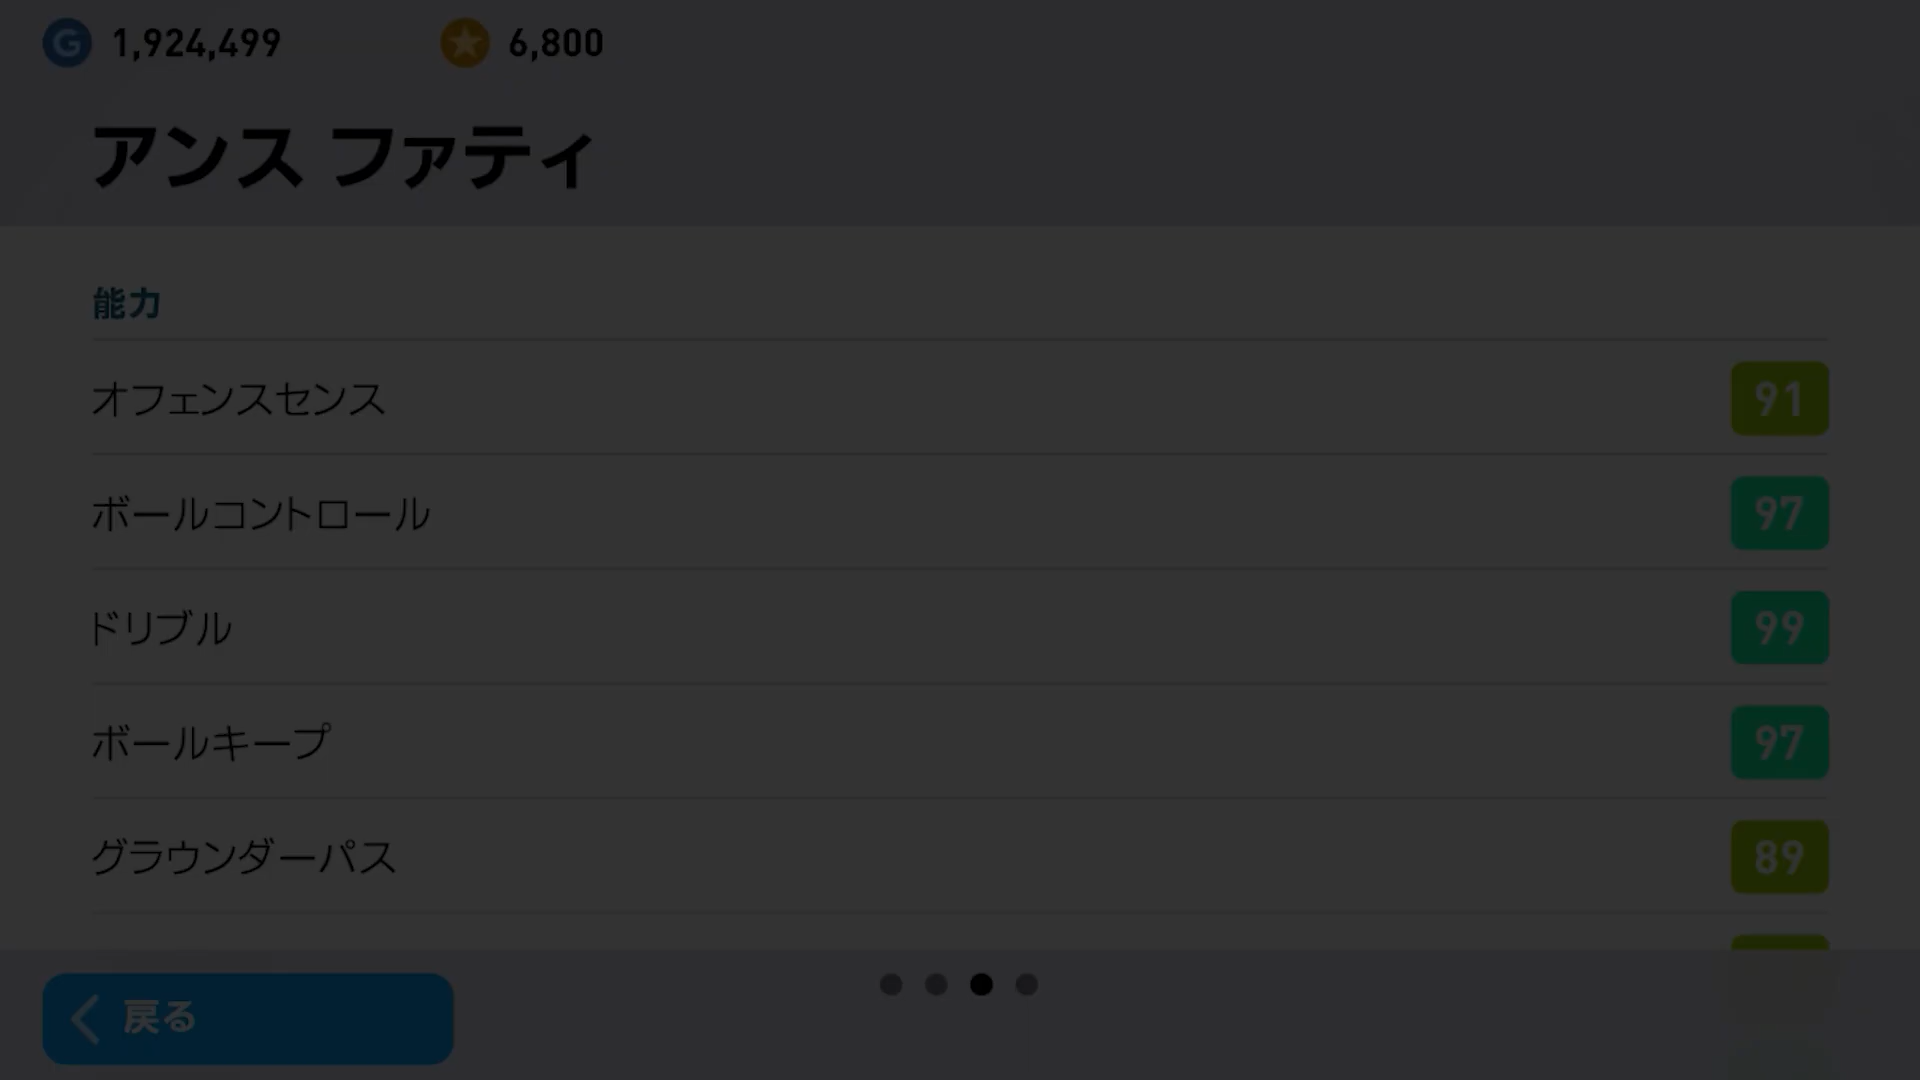 G 1,924,499 6,800
アンス ファティ
能力
オフェンスセンス 91
ボールコントロール 97
ドリブル 99
ボールキープ 97
グラウンダーパス 89
戻る